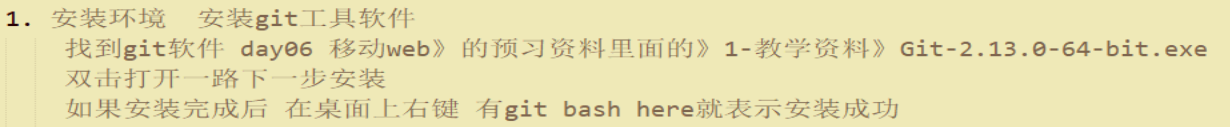 1. 安装环境 安装git工具软件
找到git软件 day06 移动web》的预习资料里面的》1-教学资料》Git-2.13.0-64-bit.exe
双击打开一路下一步安装
如果安装完成后 在桌面上右键 有git bash here就表示安装成功